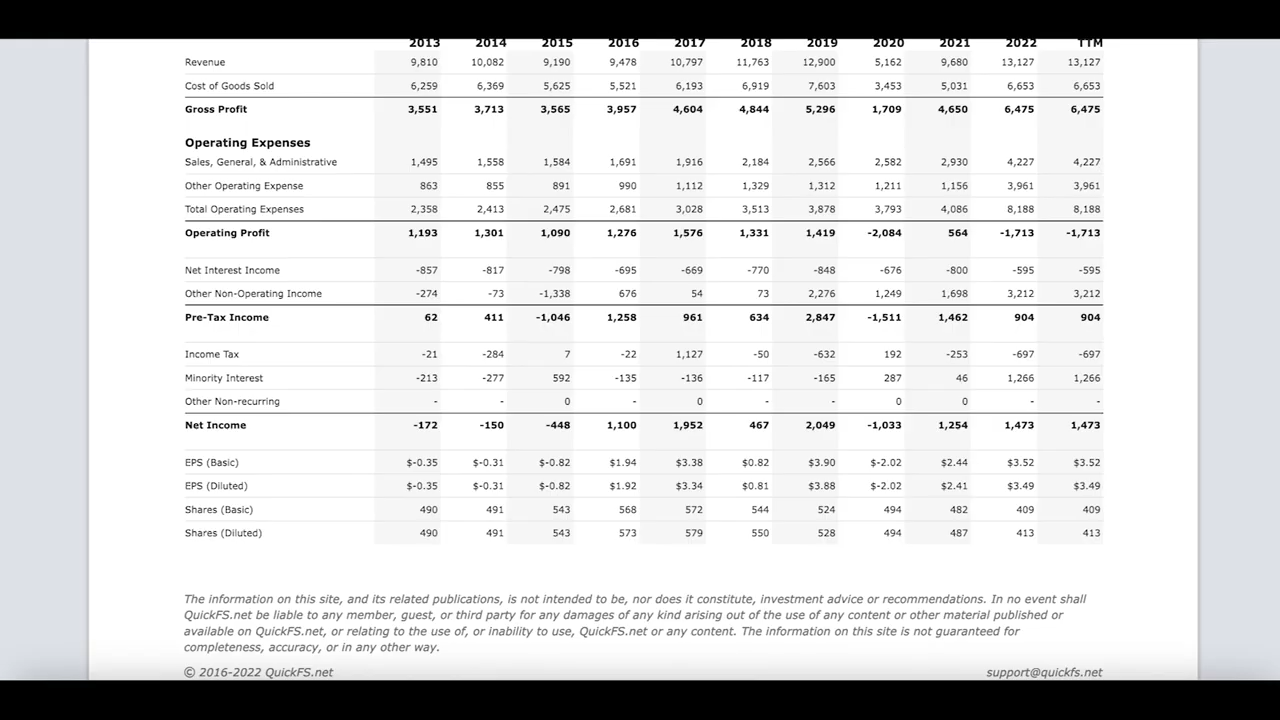 2013 2014 2015 2016 2017 2018 2019 2020 2021 2022 TTM
Revenue 9,810 10,082 9,190 9,478 10,797 11,763 12,900 5,162 9,680 13,127 13,127
Cost of Goods Sold 6,259 6,369 5,625 5,521 6,193 6,919 7,603 3,453 5,031 6,653 6,653
Gross Profit 3,551 3,713 3,565 3,957 4,604 4,844 5,296 1,709 4,650 6,475 6,475
Operating Expenses
Sales, General, & Administrative 1,495 1,558 1,584 1,691 1,916 2,184 2,566 2,582 2,930 4,227 4,227
Other Operating Expense 863 855 891 990 1,112 1,329 1,312 1,211 1,156 3,961 3,961
Total Operating Expenses 2,358 2,413 2,475 2,681 3,028 3,513 3,878 3,793 4,086 8,188 8,188
Operating Profit 1,193 1,301 1,090 1,276 1,576 1,331 1,419 -2,084 564 -1,713 -1,713
Net Interest Income -857 -817 -798 -695 -669 -770 -848 -676 -800 -595 -595
Other Non-Operating Income -274 -73 -1,338 676 54 73 2,276 1,249 1,698 3,212 3,212
Pre-Tax Income 62 411 -1,046 1,258 961 634 2,847 -1,511 1,462 904 904
Income Tax -21 -284 7 -22 1,127 -50 -632 192 -253 -697 -697
Minority Interest -213 -277 592 -135 -136 -117 -165 287 46 1,266 1,266
Other Non-recurring - - 0 - 0 - - 0 0 - -
Net Income -172 -150 -448 1,100 1,952 467 2,049 -1,033 1,254 1,473 1,473
EPS (Basic) $-0.35 $-0.31 $-0.82 $1.94 $3.38 $0.82 $3.90 $-2.02 $2.44 $3.52 $3.52
EPS (Diluted) $-0.35 $-0.31 $-0.82 $1.92 $3.34 $0.81 $3.88 $-2.02 $2.41 $3.49 $3.49
Shares (Basic) 490 491 543 568 572 544 524 494 482 409 409
Shares (Diluted) 490 491 543 573 579 550 528 494 487 413 413
The information on this site, and its related publications, is not intended to be, nor does it constitute, investment advice or recommendations. In no event shall
QuickFS.net be liable to any member, guest, or third party for any damages of any kind arising out of the use of any content or other material published or
available on QuickFS.net, or relating to the use of, or inability to use, QuickFS.net or any content. The information on this site is not guaranteed for
completeness, accuracy, or in any other way.
© 2016-2022 QuickFS.net support@quickfs.net